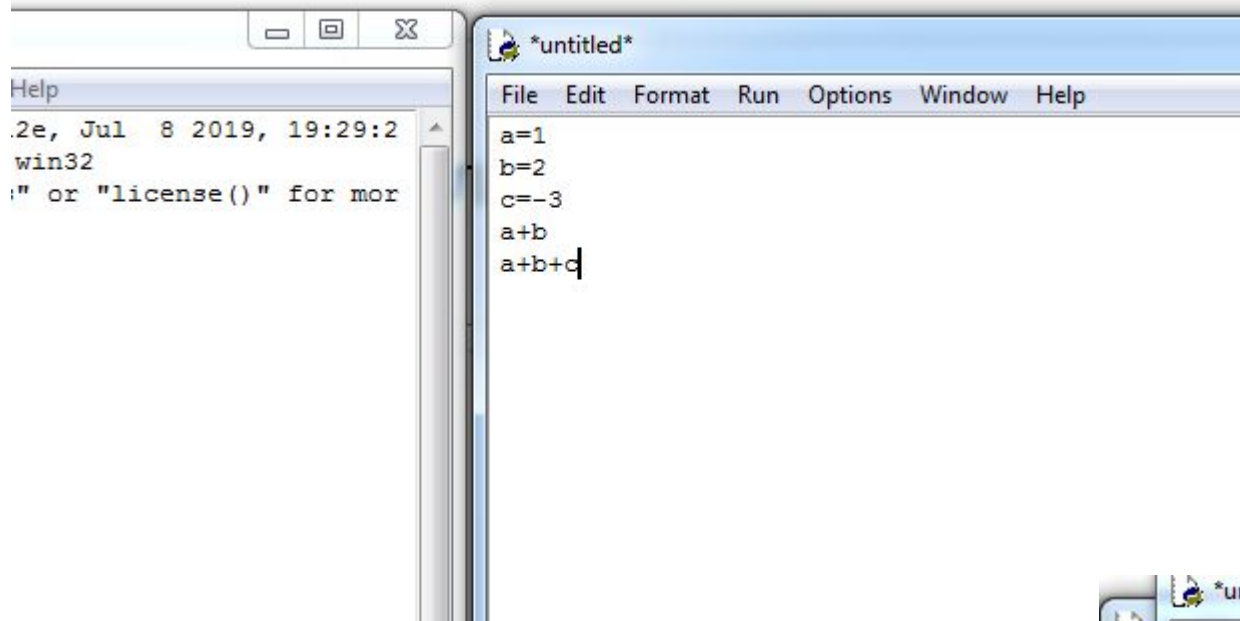 Help
.2e, Jul 8 2019, 19:29:2
win32
" or "license()" for mor
*untitled*
File Edit Format Run Options Window Help
a=1
b=2
c=-3
a+b
a+b+c
*u